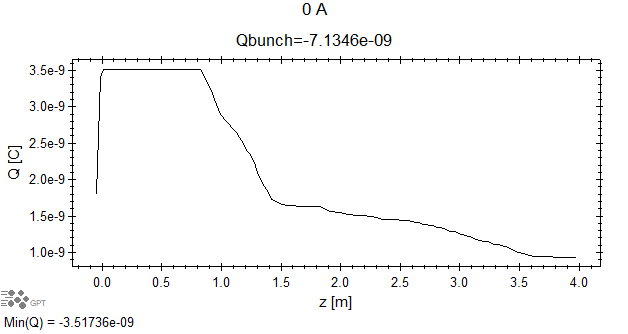 0 A
Qbunch=-7.1346e-09
3.5e-9
3.0e-9
2.5e-9
2.0e-9
1.5e-9
1.0e-9
Q [C]
0.0 0.5 1.0 1.5 2.0 2.5 3.0 3.5 4.0
z [m]
GPT
Min(Q) = -3.51736e-09